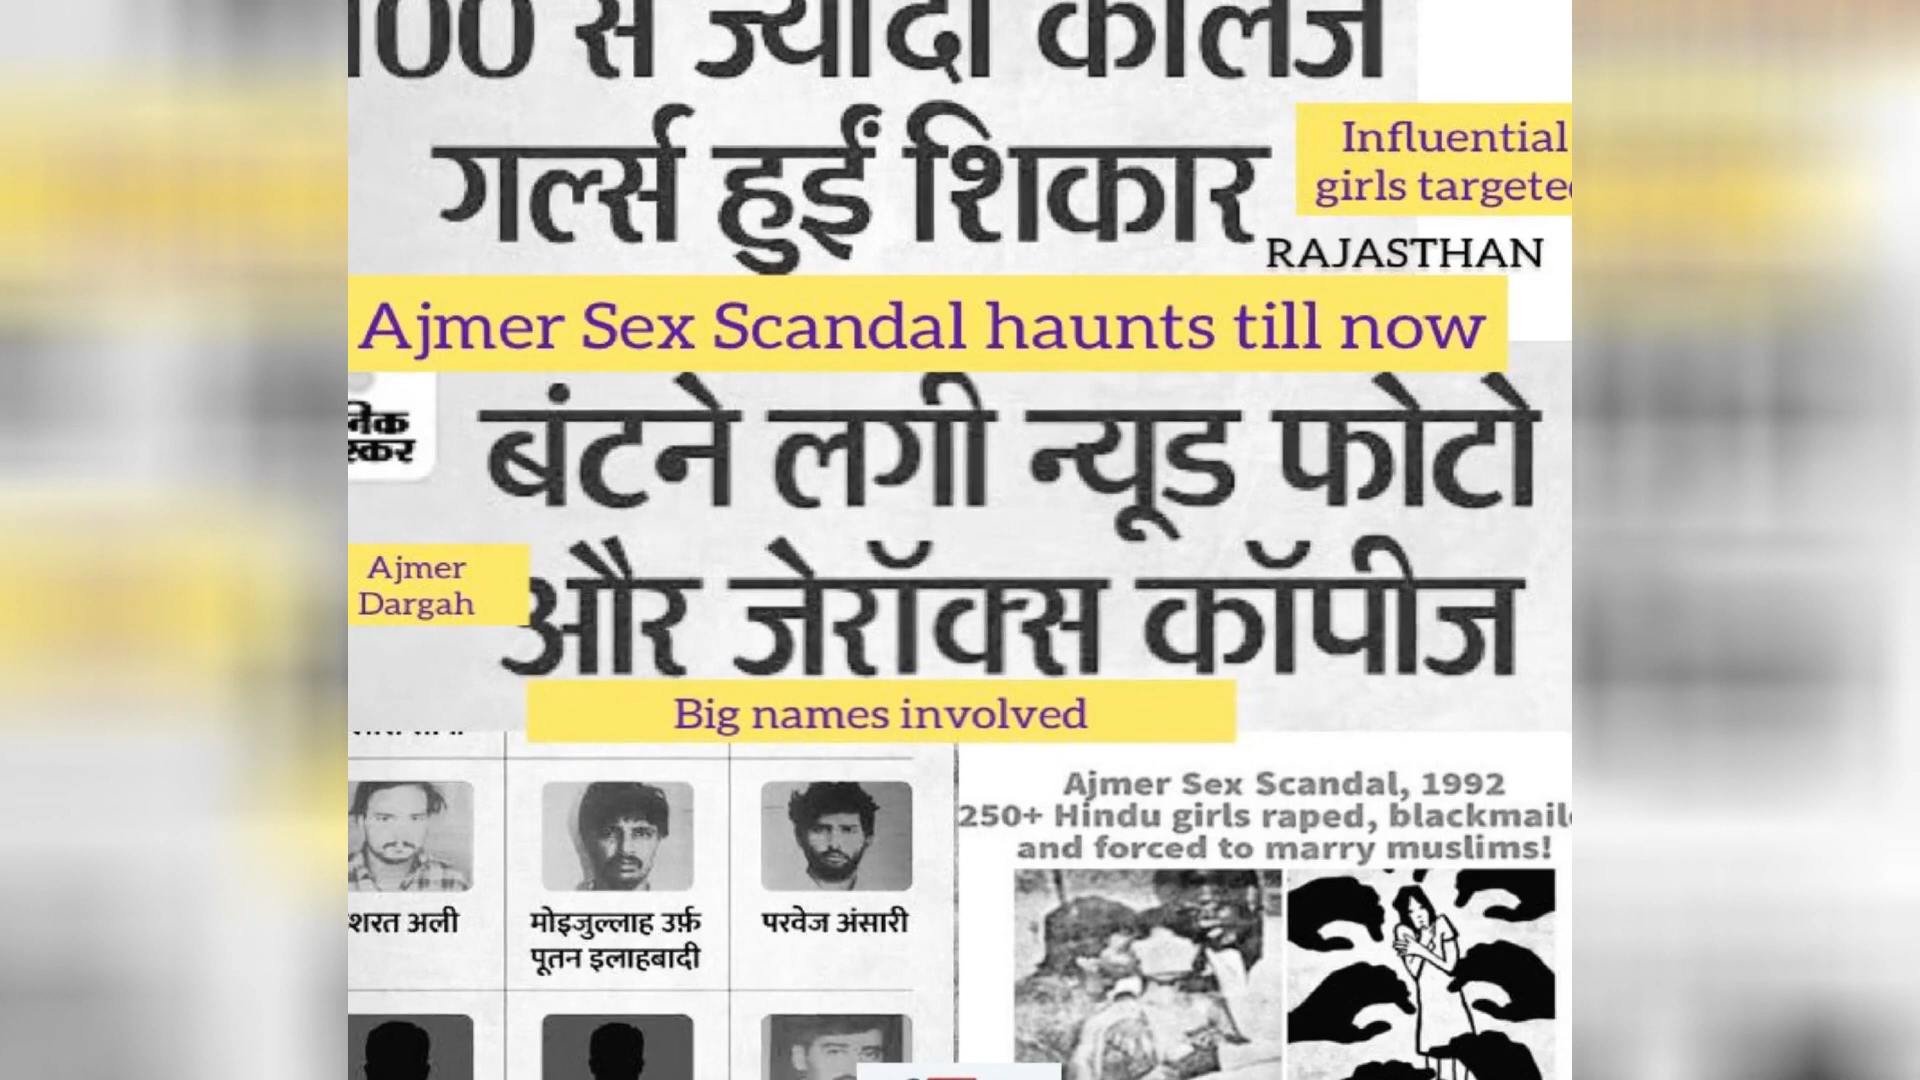 100 से ज्यादा कॉलेज
गर्ल्स हुईं शिकार
Influential
girls targeted
RAJASTHAN
Ajmer Sex Scandal haunts till now
बंटने लगी न्यूड फोटो
और जेरॉक्स कॉपीज
Ajmer
Dargah
Big names involved
शरत अली
मोइजुल्लाह उर्फ़
पूतन इलाहबादी
परवेज अंसारी
Ajmer Sex Scandal, 1992
250+ Hindu girls raped, blackmail
and forced to marry muslims!